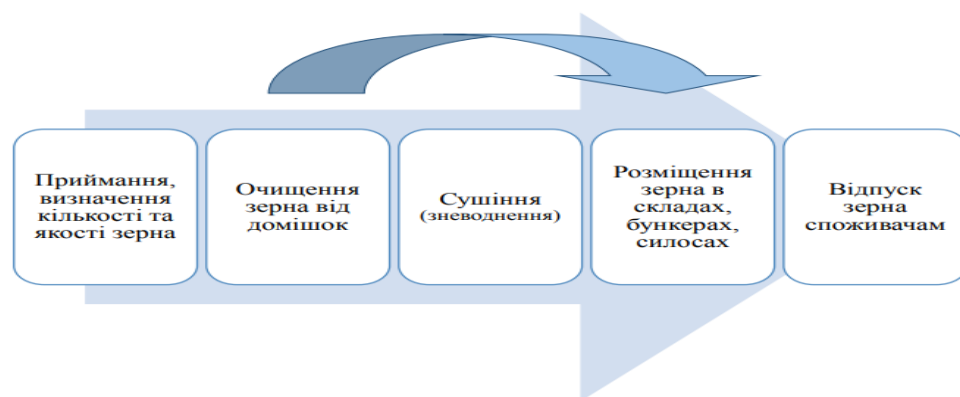 Приймання,
визначення
кількості та
якості зерна
Очищення
зерна від
домішок
Сушіння
(зневоднення)
Розміщення
зерна в
складах,
бункерах,
силосах
Відпуск
зерна
споживачам